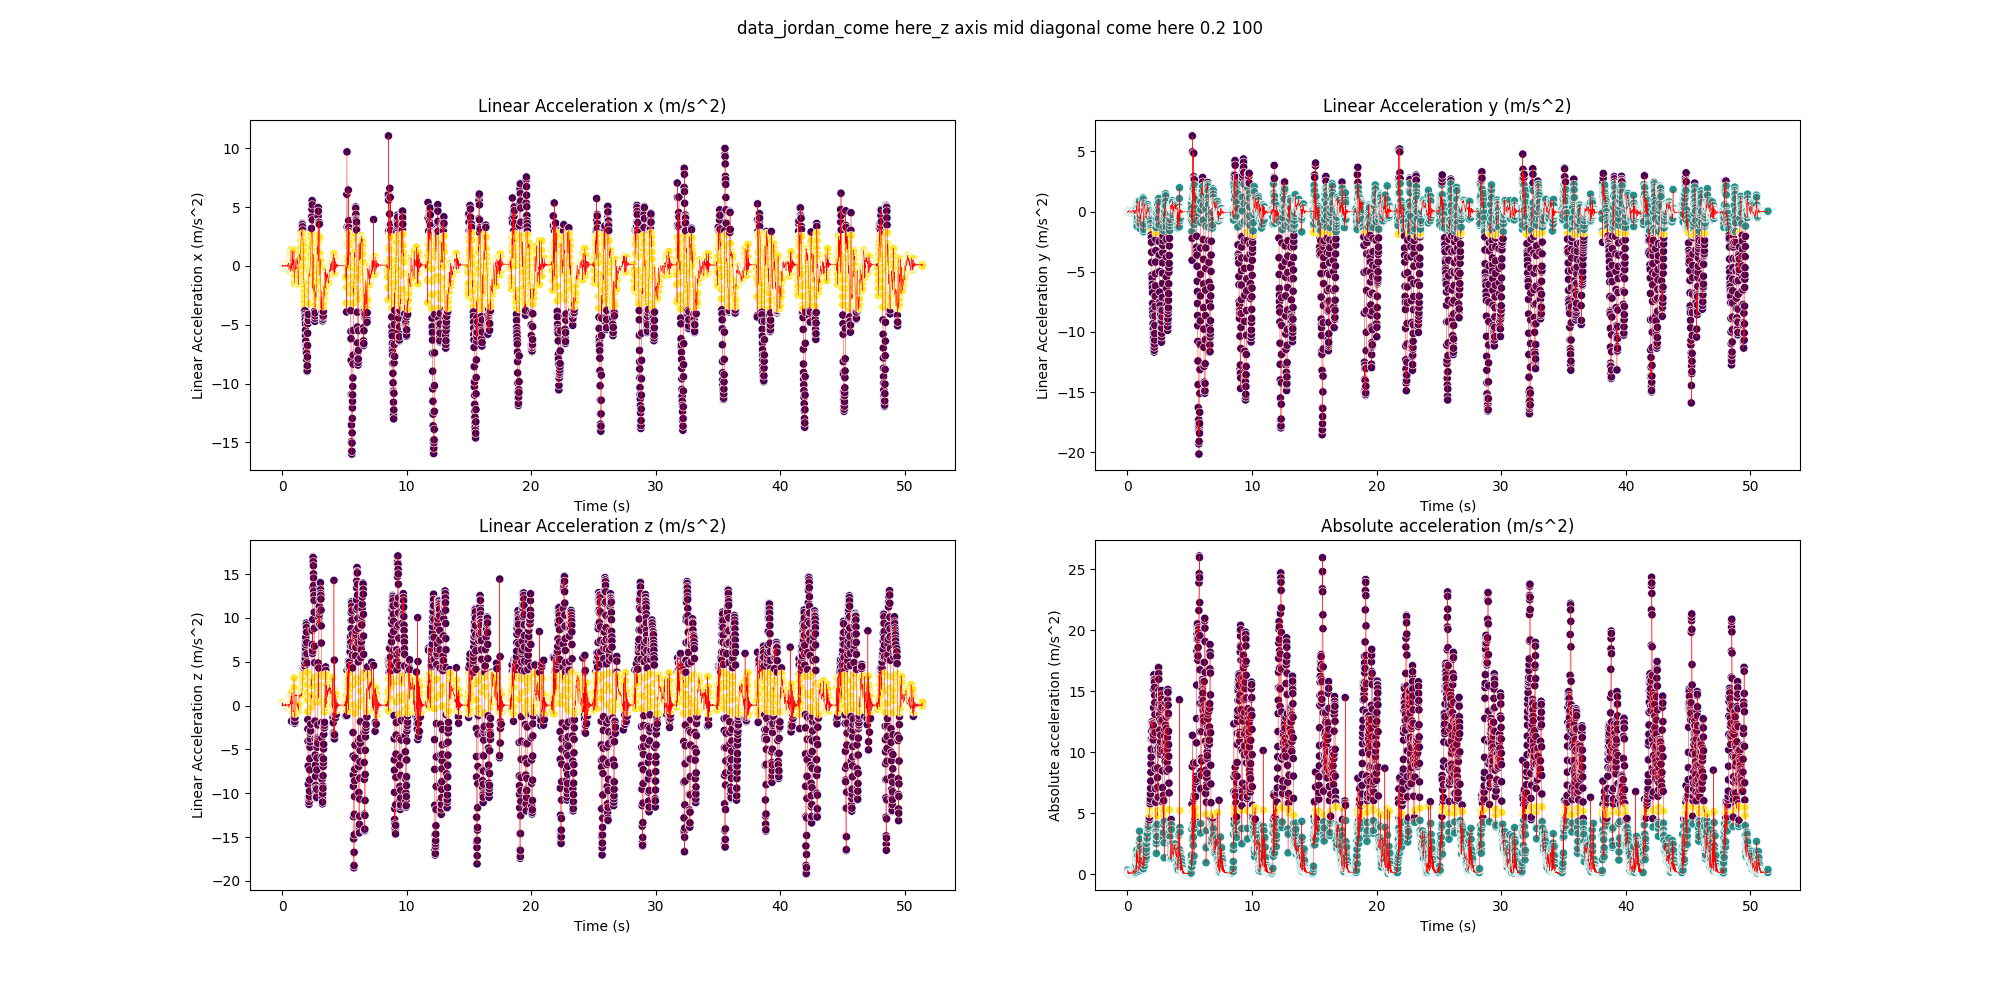 data_jordan_come here_z axis mid diagonal come here 0.2 100
Linear Acceleration x (m/s^2)
Linear Acceleration x (m/s^2)
10
5
0
−5
−10
−15
0 10 20 30 40 50
Time (s)
Linear Acceleration y (m/s^2)
Linear Acceleration y (m/s^2)
5
0
−5
−10
−15
−20
0 10 20 30 40 50
Time (s)
Linear Acceleration z (m/s^2)
Linear Acceleration z (m/s^2)
15
10
5
0
−5
−10
−15
−20
0 10 20 30 40 50
Time (s)
Absolute acceleration (m/s^2)
Absolute acceleration (m/s^2)
25
20
15
10
5
0
0 10 20 30 40 50
Time (s)